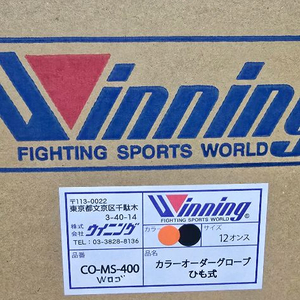 Winning®
FIGHTING SPORTS WORLD
〒113-0022
東京都文京区千駄木
3-40-14
株式会社 ウイニング
TEL: 03-3828-8136
Winning®
FIGHTING SPORTS WORLD
カラー
サイズ
12オンス
品番
CO-MS-400
Wロゴ
品名
カラーオーダーグローブ
ひも式